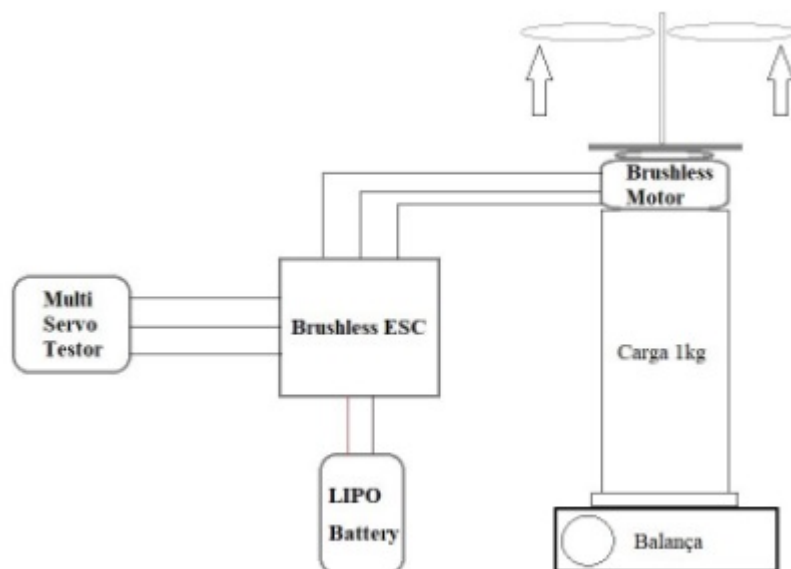 Brushless
Motor
Multi
Servo
Testor
Brushless ESC
Carga 1kg
LIPO
Battery
Balança